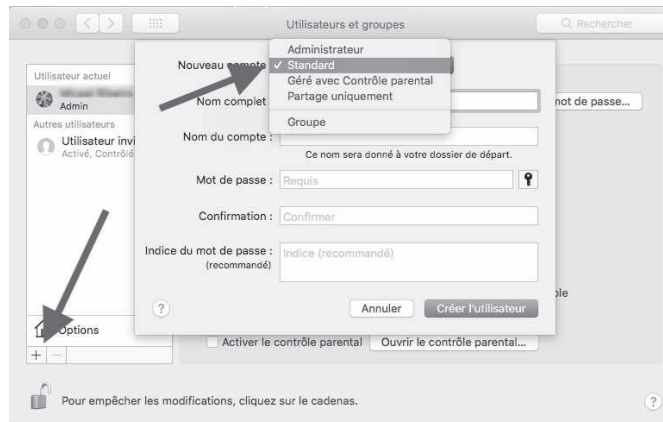 Utilisateurs et groupes
Rechercher
Utilisateur actuel
Admin
Autres utilisateurs
Utilisateur invi
Activé, Contrôlé
Options
+ −
Nouveau compte
Administrateur
✓ Standard
Géré avec Contrôle parental
Partage uniquement
Groupe
Nom complet
not de passe...
Nom du compte :
Ce nom sera donné à votre dossier de départ.
Mot de passe : Requis
Confirmation : Confirmer
Indice du mot de passe : Indice (recommandé)
(recommandé)
? Annuler Créer l'utilisateur
ole
Activer le contrôle parental Ouvrir le contrôle parental...
Pour empêcher les modifications, cliquez sur le cadenas. ?